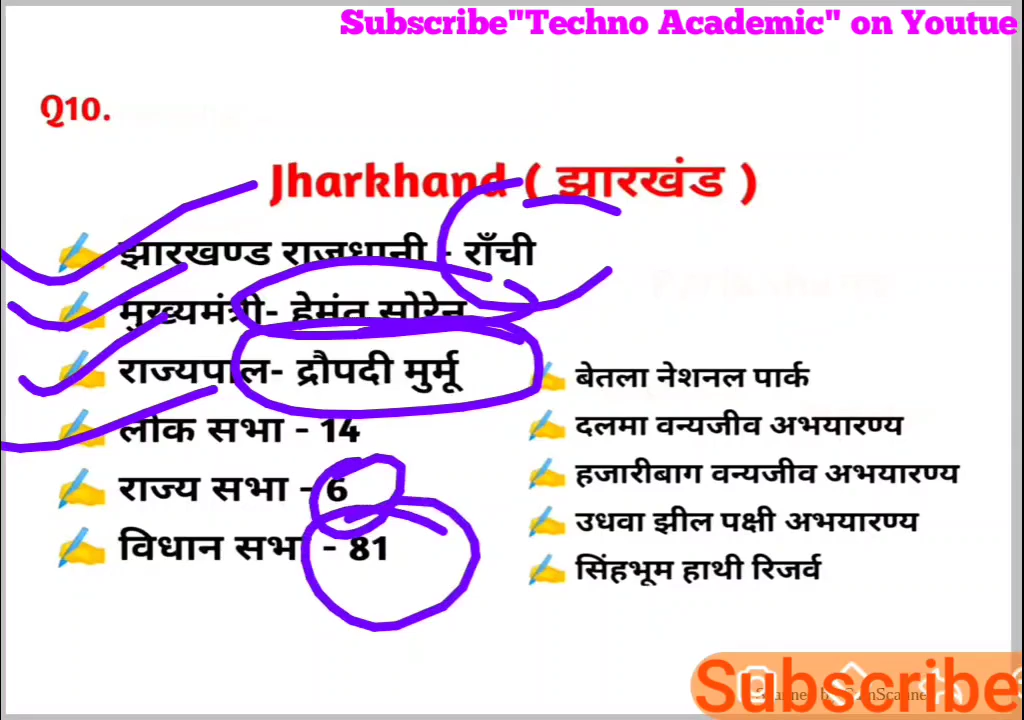 Subscribe"Techno Academic" on Youtue
Q10.
Jharkhand ( झारखंड )
झारखण्ड राजधानी - राँची
मुख्यमंत्री- हेमंत सोरेन
राज्यपाल- द्रौपदी मुर्मू
लोक सभा - 14
राज्य सभा - 6
विधान सभा - 81
बेतला नेशनल पार्क
दलमा वन्यजीव अभयारण्य
हजारीबाग वन्यजीव अभयारण्य
उधवा झील पक्षी अभयारण्य
सिंहभूम हाथी रिजर्व
Subscribe